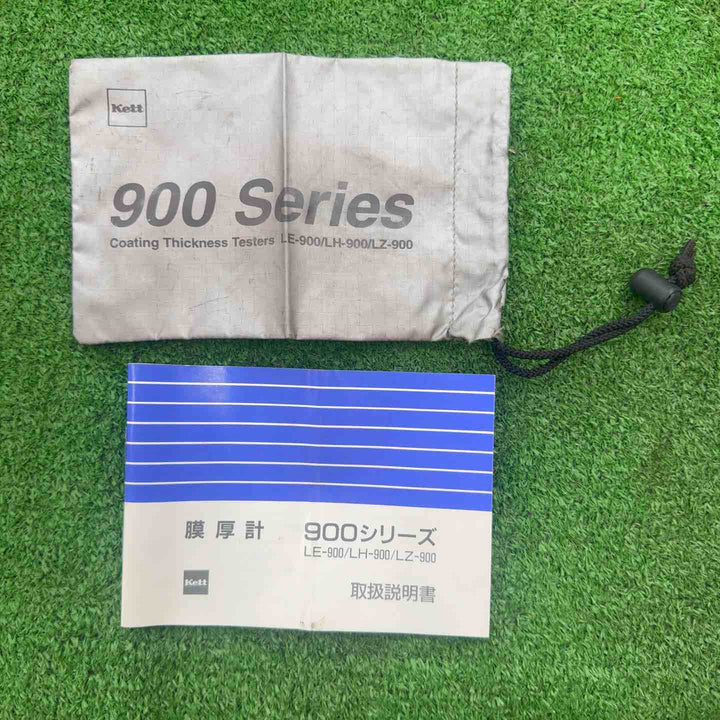 Kett
900 Series
Coating Thickness Testers LE-900/LH-900/LZ-900
膜厚計 900シリーズ
LE-900/LH-900/LZ-900
Kett
取扱説明書